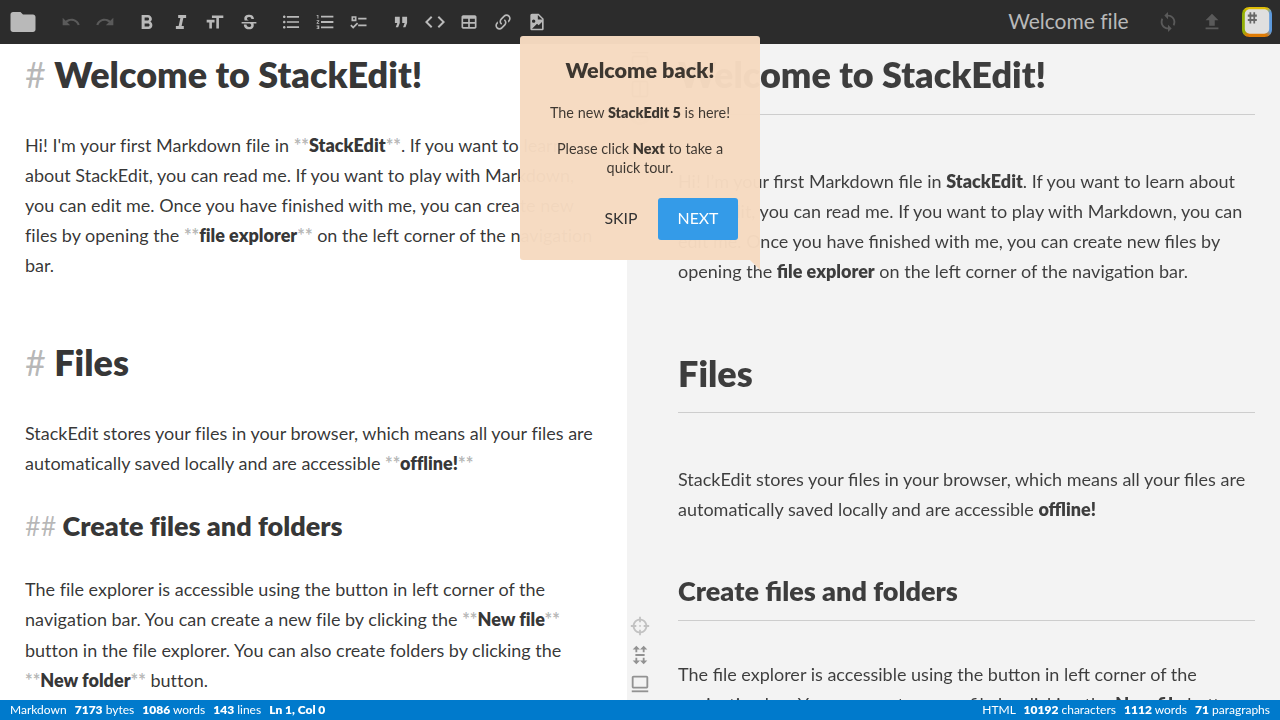 Welcome file
# Welcome to StackEdit!
Hi! I'm your first Markdown file in **StackEdit**. If you want to learn
about StackEdit, you can read me. If you want to play with Markdown,
you can edit me. Once you have finished with me, you can create new
files by opening the **file explorer** on the left corner of the navigation
bar.
# Files
StackEdit stores your files in your browser, which means all your files are
automatically saved locally and are accessible **offline!**
## Create files and folders
The file explorer is accessible using the button in left corner of the
navigation bar. You can create a new file by clicking the **New file**
button in the file explorer. You can also create folders by clicking the
**New folder** button.
Welcome back!
The new StackEdit 5 is here!
Please click Next to take a
quick tour.
SKIP NEXT
Welcome to StackEdit!
Hi! I'm your first Markdown file in StackEdit. If you want to learn about
you can read me. If you want to play with Markdown, you can
Once you have finished with me, you can create new files by
opening the file explorer on the left corner of the navigation bar.
Files
StackEdit stores your files in your browser, which means all your files are
automatically saved locally and are accessible offline!
Create files and folders
The file explorer is accessible using the button in left corner of the
Markdown 7173 bytes 1086 words 143 lines Ln 1, Col 0
HTML 10192 characters 1112 words 71 paragraphs